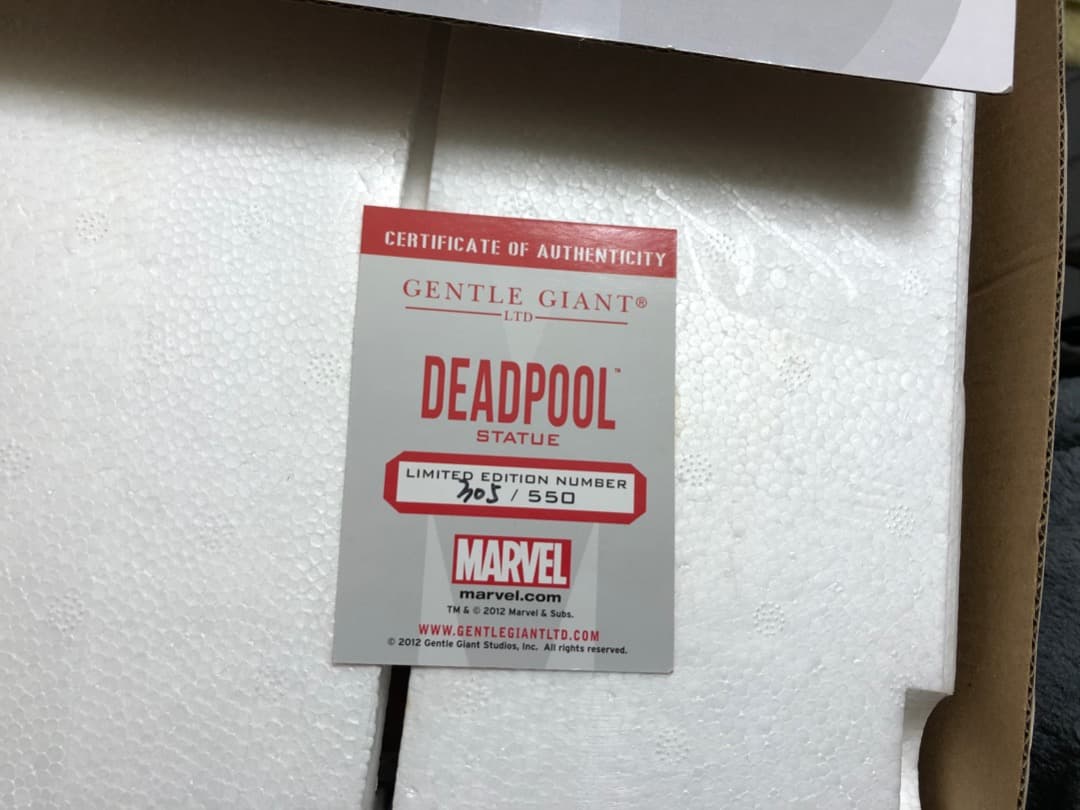 CERTIFICATE OF AUTHENTICITY
GENTLE GIANT®
LTD
DEADPOOL™
STATUE
LIMITED EDITION NUMBER
305 / 550
MARVEL
marvel.com
TM & © 2012 Marvel & Subs.
WWW.GENTLEGIANTLTD.COM
© 2012 Gentle Giant Studios, Inc. All rights reserved.